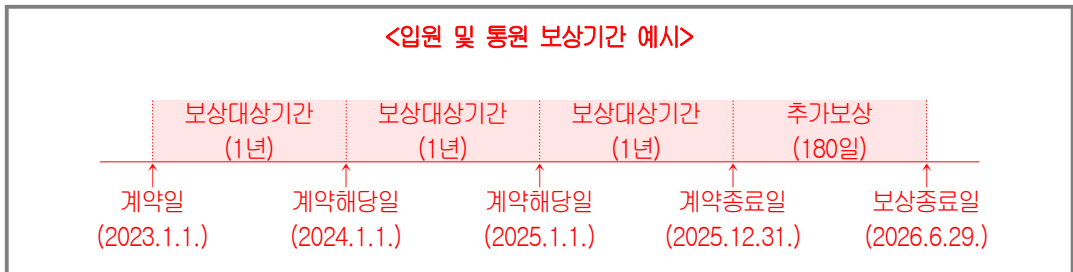 <입원 및 통원 보상기간 예시>
보상대상기간 보상대상기간 보상대상기간 추가보상
(1년) (1년) (1년) (180일)
계약일 계약해당일 계약해당일 계약종료일 보상종료일
(2023.1.1.) (2024.1.1.) (2025.1.1.) (2025.12.31.) (2026.6.29.)